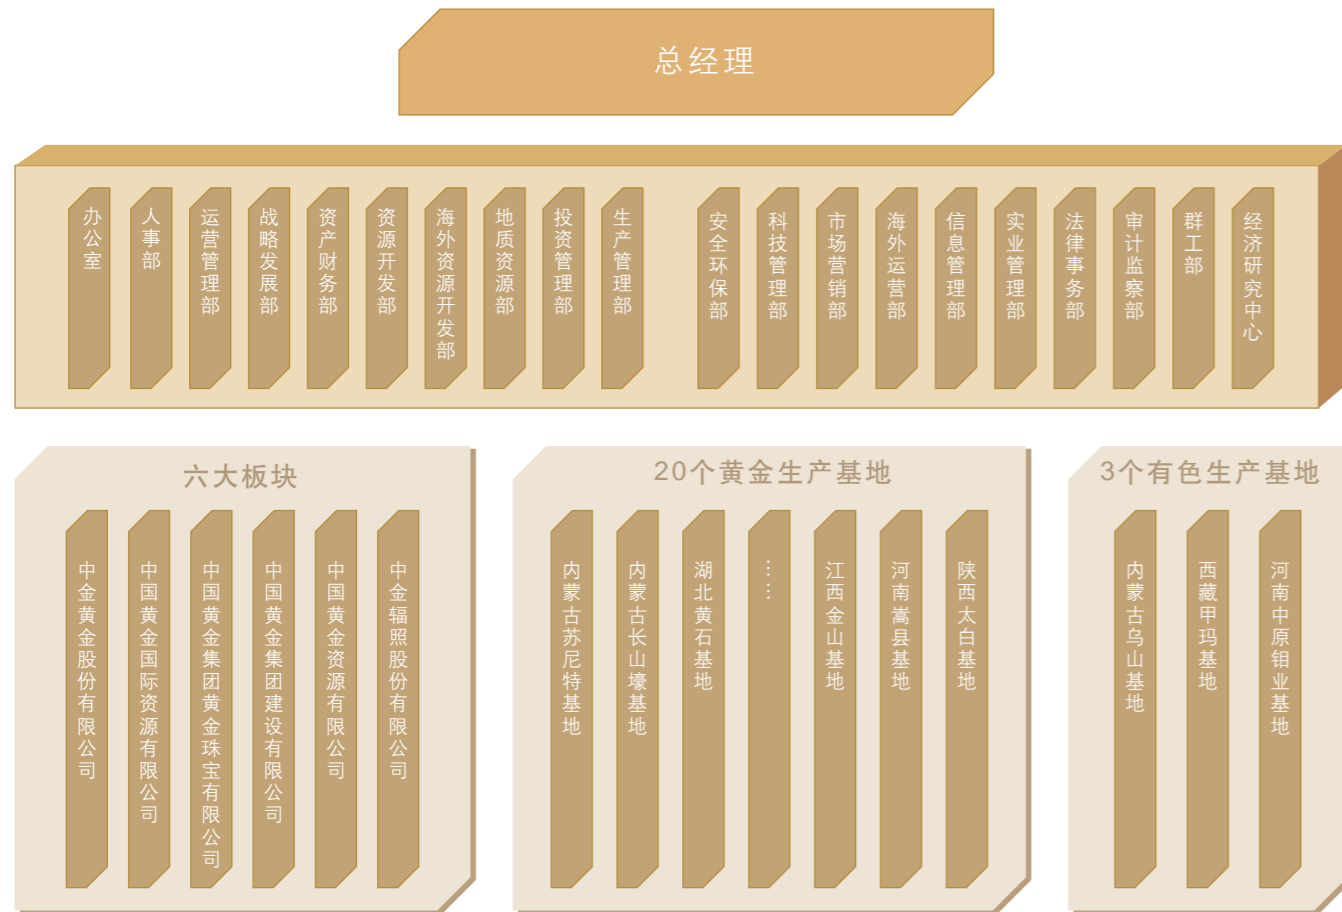 总经理
办公室
人事部
运营管理部
战略发展部
资产财务部
资源开发部
海外资源开发部
地质资源部
投资管理部
生产管理部
安全环保部
科技管理部
市场营销部
海外运营部
信息管理部
实业管理部
法律事务部
审计监察部
群工部
经济研究中心
六大板块
中金黄金股份有限公司
中国黄金国际资源有限公司
中国黄金集团黄金珠宝有限公司
中国黄金集团建设有限公司
中国黄金资源有限公司
中金辐照股份有限公司
20个黄金生产基地
内蒙古苏尼特基地
内蒙古长山壕基地
湖北黄石基地
……
江西金山基地
河南嵩县基地
陕西太白基地
3个有色生产基地
内蒙古乌山基地
西藏甲玛基地
河南中原钼业基地